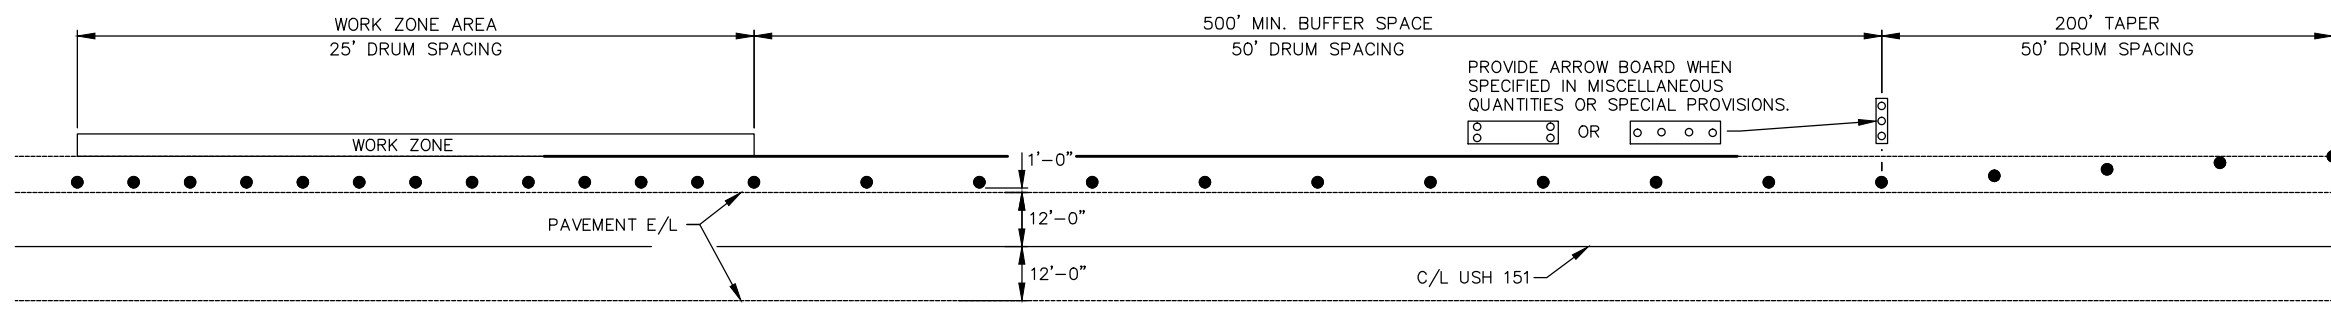 WORK ZONE AREA
25' DRUM SPACING
500' MIN. BUFFER SPACE
50' DRUM SPACING
200' TAPER
50' DRUM SPACING
PROVIDE ARROW BOARD WHEN
SPECIFIED IN MISCELLANEOUS
QUANTITIES OR SPECIAL PROVISIONS.
OR
WORK ZONE
1'-0"
PAVEMENT E/L
12'-0"
12'-0"
C/L USH 151